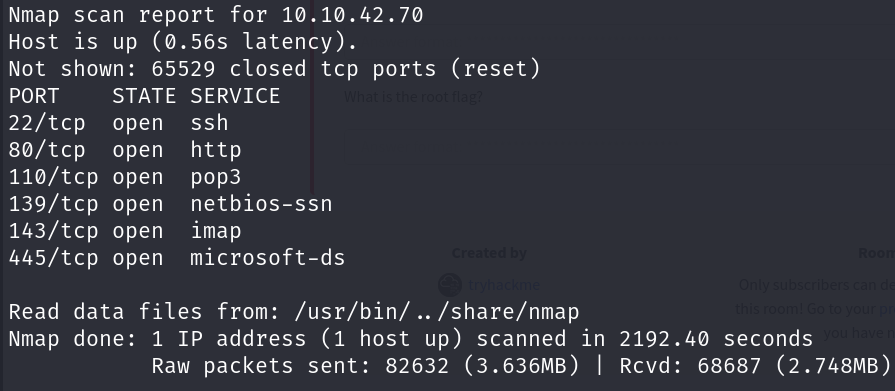 Nmap scan report for 10.10.42.70
Host is up (0.56s latency).
Not shown: 65529 closed tcp ports (reset)
PORT    STATE SERVICE
What is the root flag?
22/tcp  open  ssh
80/tcp  open  http
110/tcp open  pop3
139/tcp open  netbios-ssn
143/tcp open  imap
445/tcp open  microsoft-ds
Created by
Room
tryhackme
Only subscribers can de
this room! Go to your pr
Read data files from: /usr/bin/../share/nmap
Nmap done: 1 IP address (1 host up) scanned in 2192.40 seconds
you have
Raw packets sent: 82632 (3.636MB) | Rcvd: 68687 (2.748MB)